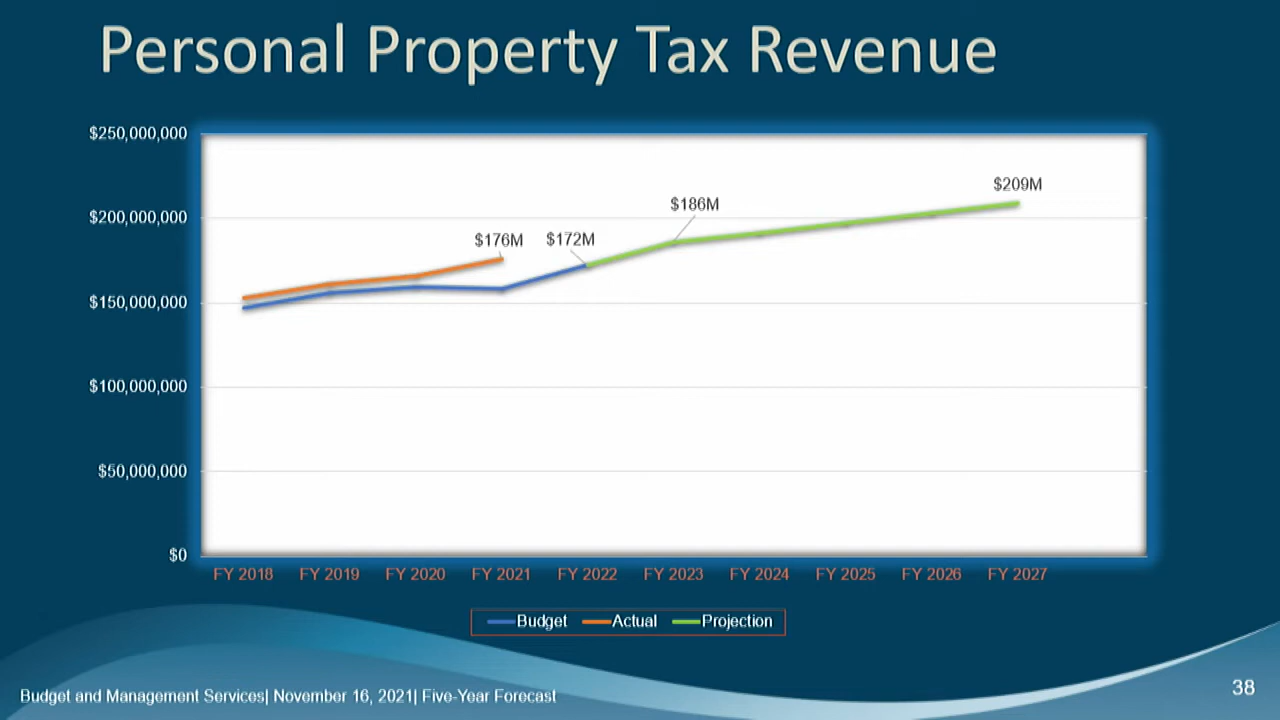 Personal Property Tax Revenue
$250,000,000
$200,000,000
$150,000,000
$100,000,000
$50,000,000
$0
$176M
$172M
$186M
$209M
FY 2018 FY 2019 FY 2020 FY 2021 FY 2022 FY 2023 FY 2024 FY 2025 FY 2026 FY 2027
Budget Actual Projection
Budget and Management Services| November 16, 2021| Five-Year Forecast
38